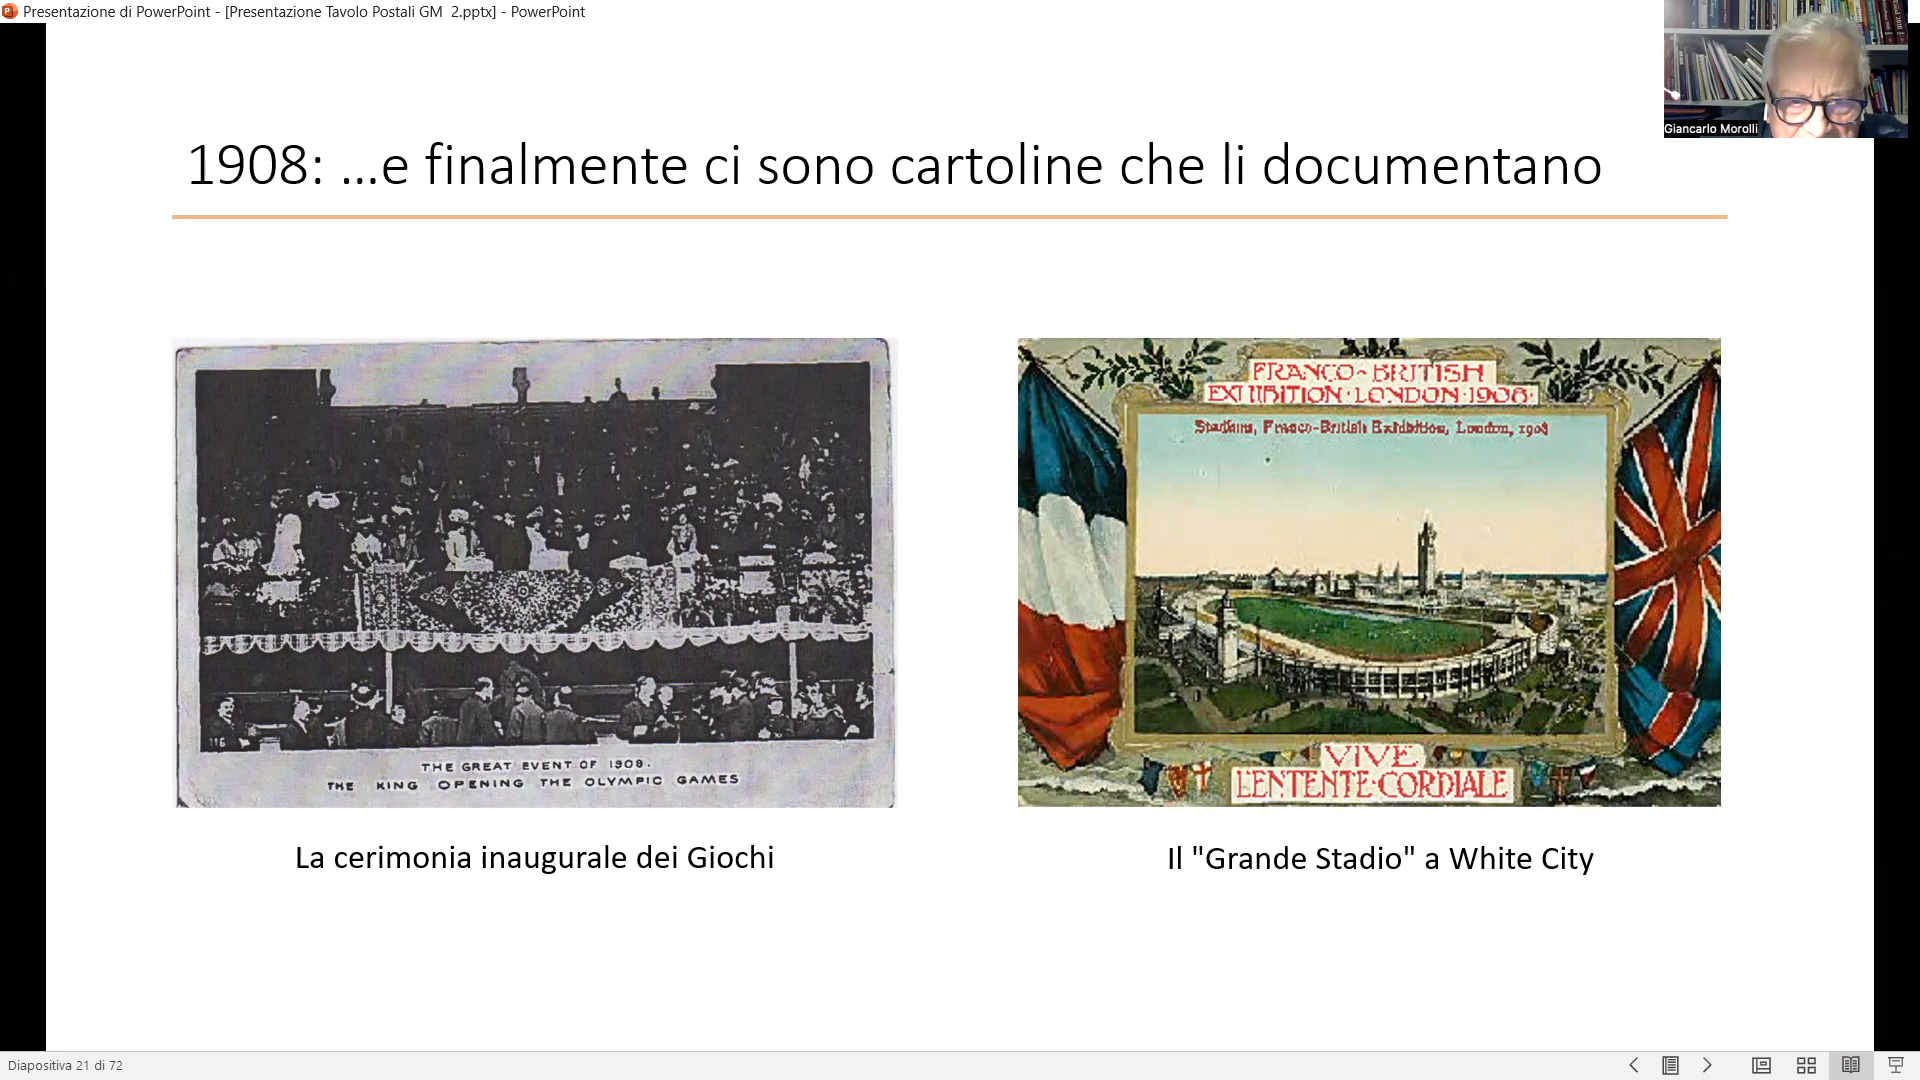 Presentazione di PowerPoint - [Presentazione Tavolo Postali GM  2.pptx] - PowerPoint
Giancarlo Morolli
1908: ...e finalmente ci sono cartoline che li documentano
116
THE GREAT EVENT OF 1908.
THE KING OPENING THE OLYMPIC GAMES
FRANCO-BRITISH
EXHIBITION·LONDON·1908·
Stadium, Franco-British Exhibition, London, 1908
VIVE
L'ENTENTE·CORDIALE
La cerimonia inaugurale dei Giochi
Il "Grande Stadio" a White City
Diapositiva 21 di 72